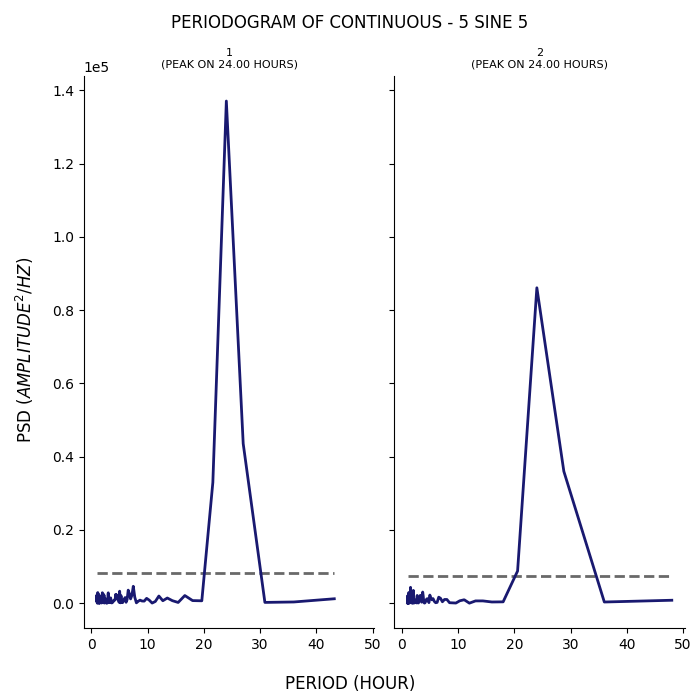 PERIODOGRAM OF CONTINUOUS - 5 SINE 5
1
(PEAK ON 24.00 HOURS)
2
(PEAK ON 24.00 HOURS)
1e5
1.4
1.2
1.0
0.8
0.6
0.4
0.2
0.0
PSD (AMPLITUDE²/HZ)
0 10 20 30 40 50
0 10 20 30 40 50
PERIOD (HOUR)